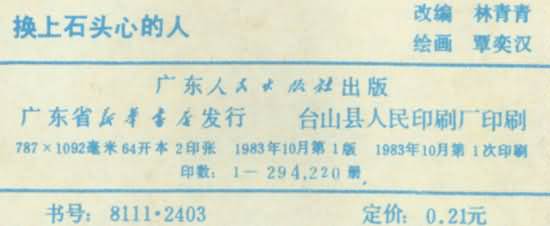 换上石头心的人
改编 林青青
绘画 覃奕汉
广东人民出版社出版
广东省新华书店发行 台山县人民印刷厂印刷
787×1092毫米 64开本 2印张 1983年10月第1版 1983年10月第1次印刷
印数：1—294,220册
书号：8111·2403 定价：0.21元